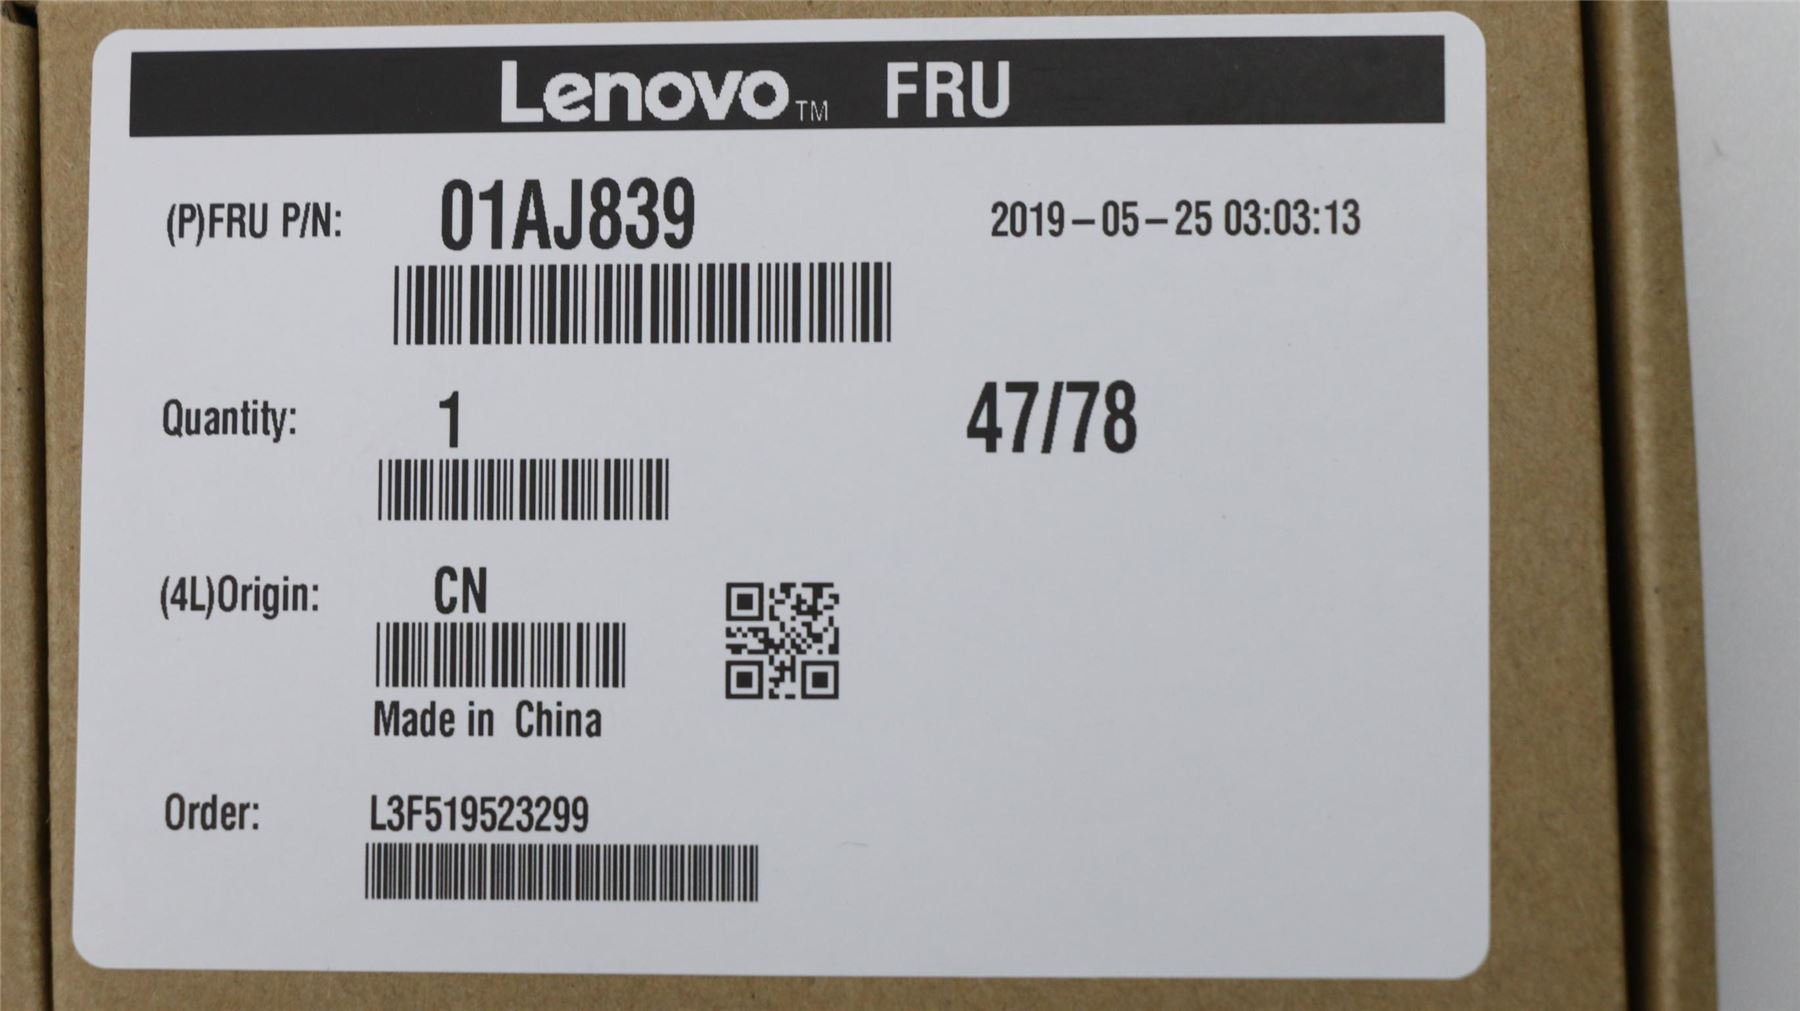 Lenovo™ FRU
(P)FRU P/N: 01AJ839 2019-05-25 03:03:13
Quantity: 1 47/78
(4L)Origin: CN
Made in China
Order: L3F519523299